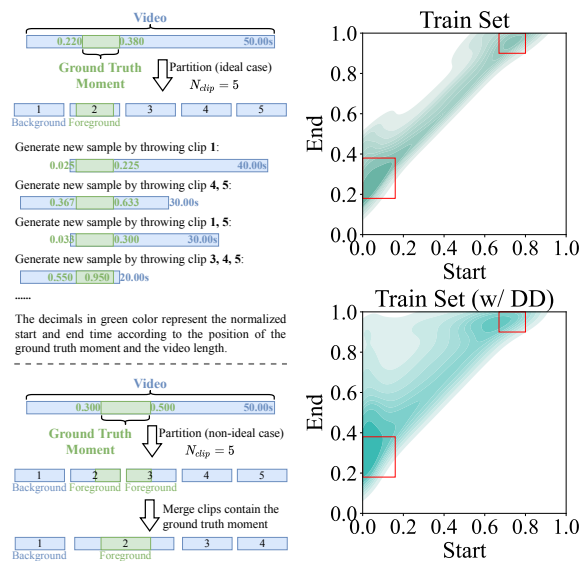 Video
0.220
0.380
50.00s
Ground Truth
Moment
Partition (ideal case)
N_clip = 5
1
2
3
4
5
Background
Foreground
Generate new sample by throwing clip 1:
0.025
0.225
40.00s
Generate new sample by throwing clip 4, 5:
0.367
0.633
30.00s
Generate new sample by throwing clip 1, 5:
0.033
0.300
30.00s
Generate new sample by throwing clip 3, 4, 5:
0.550
0.950
20.00s
......
The decimals in green color represent the normalized
start and end time according to the position of the
ground truth moment and the video length.
Video
0.300
0.500
50.00s
Ground Truth
Moment
Partition (non-ideal case)
N_clip = 5
1
2
3
4
5
Background
Foreground
Foreground
Merge clips contain the
ground truth moment
1
2
3
4
Background
Foreground
Train Set
1.0
0.8
0.6
0.4
0.2
0.0
End
0.0
0.2
0.4
0.6
0.8
1.0
Start
Train Set (w/ DD)
1.0
0.8
0.6
0.4
0.2
0.0
End
0.0
0.2
0.4
0.6
0.8
1.0
Start